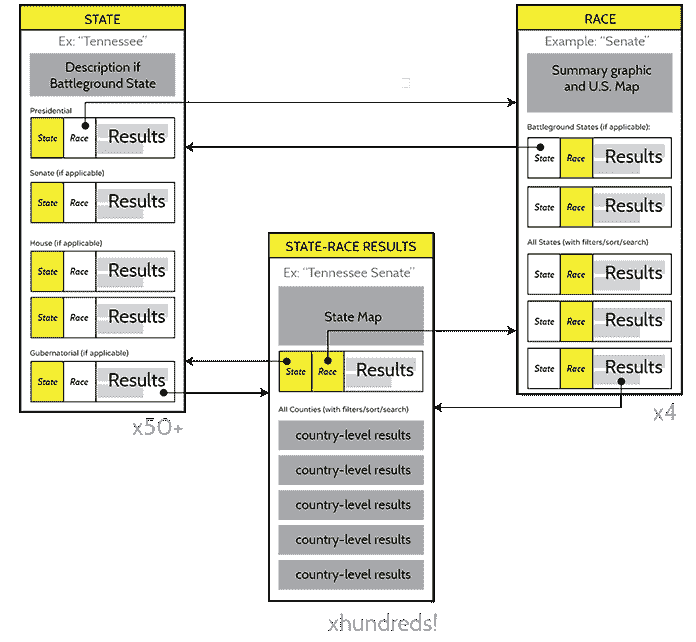 STATE
Ex: "Tennessee"
Description if
Battleground State
Presidential
State Race Results
Senate (if applicable)
State Race Results
House (if applicable)
State Race Results
State Race Results
Gubernatorial (if applicable)
State Race Results
x50+
STATE-RACE RESULTS
Ex: "Tennessee Senate"
State Map
State Race Results
All Counties (with filters/sort/search)
country-level results
country-level results
country-level results
country-level results
country-level results
xhundreds!
RACE
Example: "Senate"
Summary graphic
and U.S. Map
Battleground States (if applicable):
State Race Results
State Race Results
All States (with filters/sort/search)
State Race Results
State Race Results
State Race Results
x4